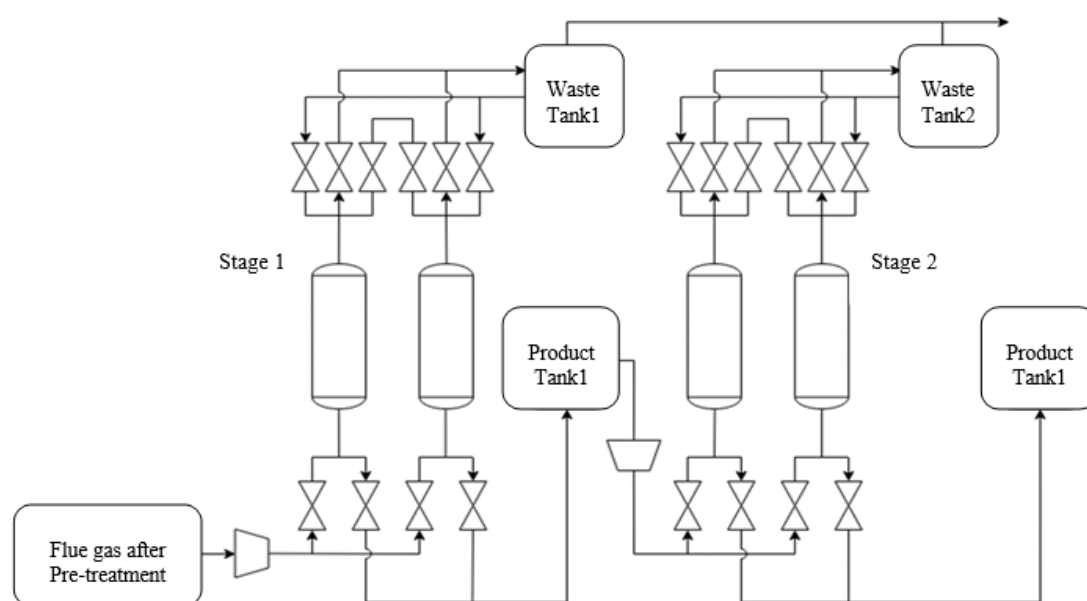 Waste
Tank1
Waste
Tank2
Stage 1
Stage 2
Product
Tank1
Product
Tank1
Flue gas after
Pre-treatment